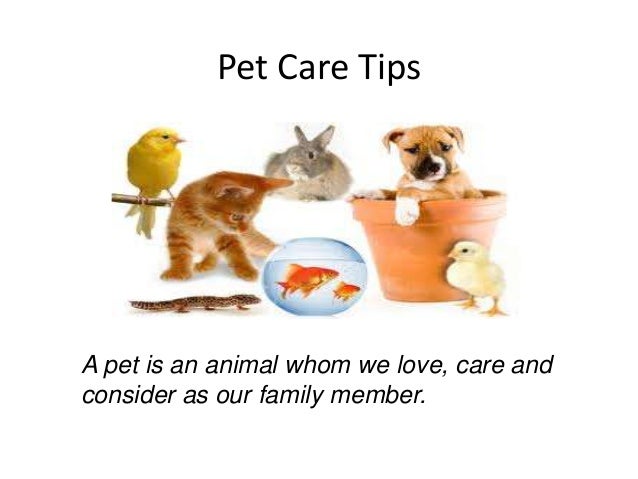 Pet Care Tips
A pet is an animal whom we love, care and
consider as our family member.